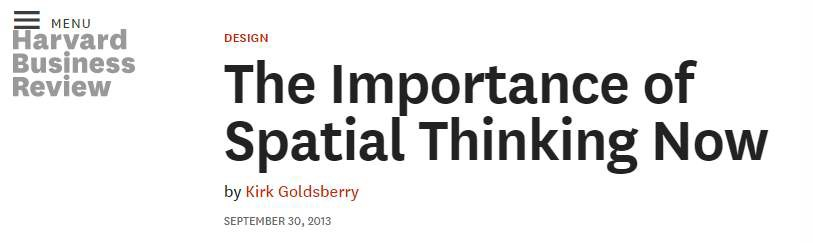 MENU
Harvard
Business
Review
DESIGN
The Importance of
Spatial Thinking Now
by Kirk Goldsberry
SEPTEMBER 30, 2013